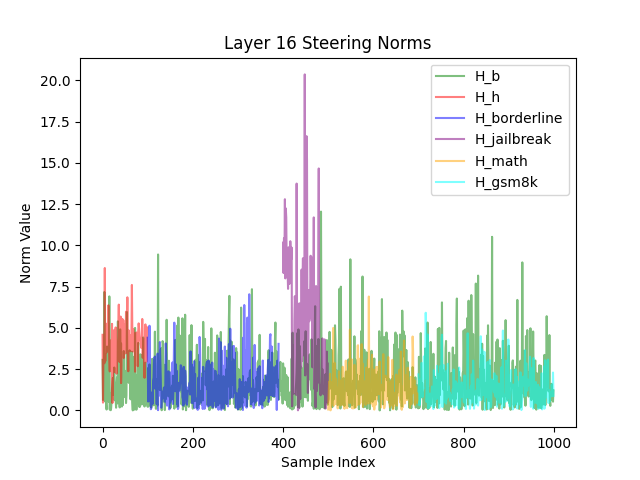 Layer 16 Steering Norms
H_b
H_h
H_borderline
H_jailbreak
H_math
H_gsm8k
Norm Value
20.0
17.5
15.0
12.5
10.0
7.5
5.0
2.5
0.0
0 200 400 600 800 1000
Sample Index